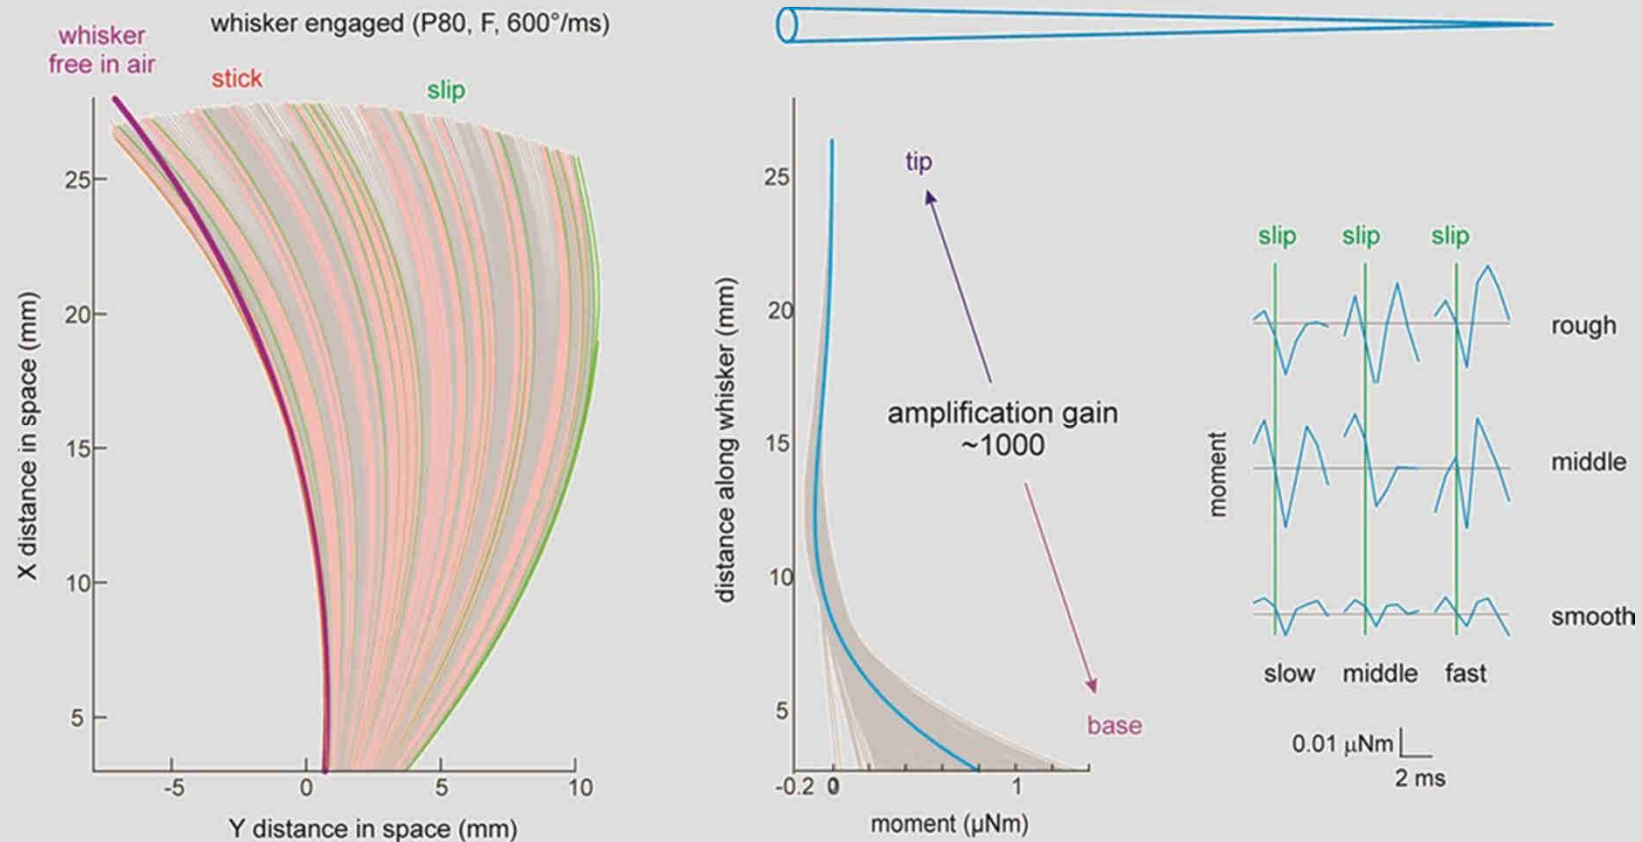 whisker
free in air
whisker engaged (P80, F, 600°/ms)
stick
slip
25
20
15
10
5
X distance in space (mm)
-5
0
5
10
Y distance in space (mm)
25
20
15
10
5
distance along whisker (mm)
tip
amplification gain
~1000
base
-0.2
0
1
moment (µNm)
slip
slip
slip
rough
middle
smooth
moment
slow
middle
fast
0.01 µNm
2 ms